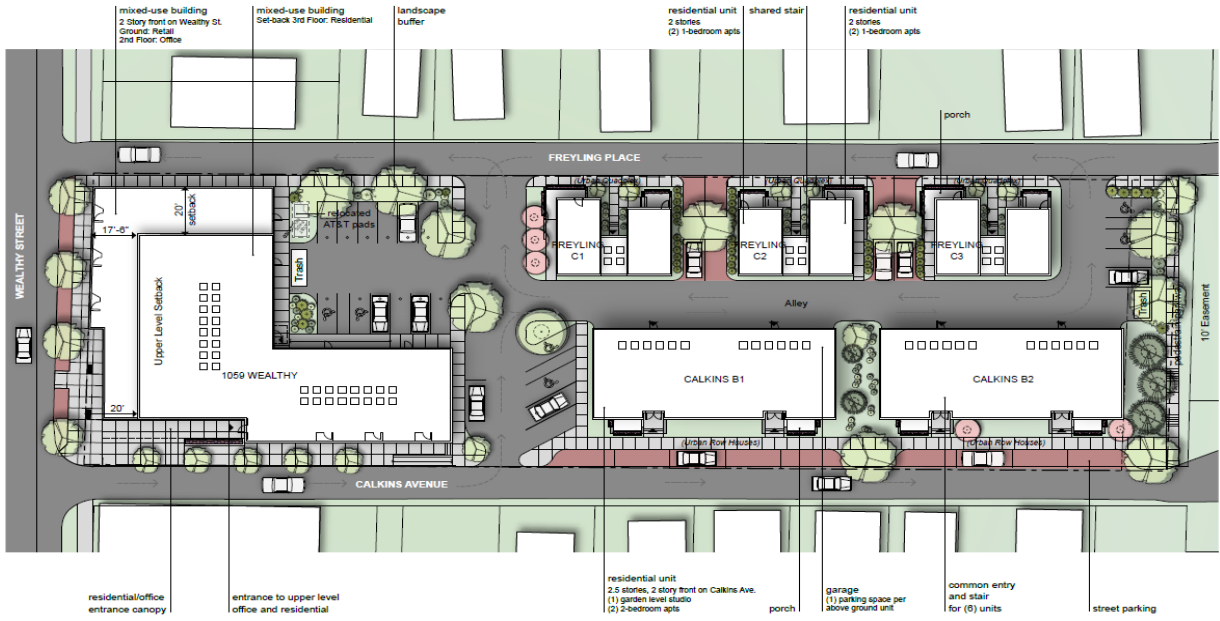 mixed-use building
2 Story front on Wealthy St.
Ground: Retail
2nd Floor: Office
mixed-use building
Set-back 3rd Floor: Residential
landscape
buffer
residential unit
2 stories
(2) 1-bedroom apts
shared stair
residential unit
2 stories
(2) 1-bedroom apts
porch
FREYLING PLACE
WEALTHY STREET
20'
setback
17'-6"
relocated
AT&T pads
Trash
Upper Level Setback
1059 WEALTHY
20'
FREYLING
C1
FREYLING
C2
FREYLING
C3
Alley
Trash
10' Easement
CALKINS B1
CALKINS B2
(Urban Row Houses)
(Urban Row Houses)
CALKINS AVENUE
residential/office
entrance canopy
entrance to upper level
office and residential
residential unit
2.5 stories, 2 story front on Calkins Ave.
(1) garden level studio
(2) 2-bedroom apts
porch
garage
(1) parking space per
above ground unit
common entry
and stair
for (6) units
street parking